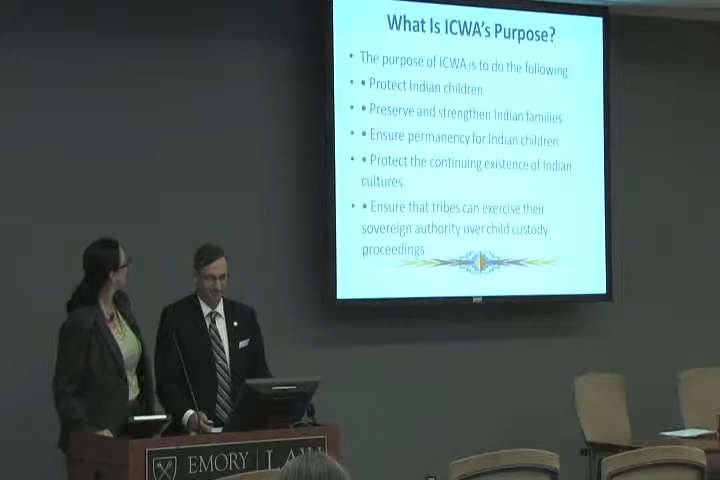 What Is ICWA's Purpose?
• The purpose of ICWA is to do the following:
• • Protect Indian children
• • Preserve and strengthen Indian families
• • Ensure permanency for Indian children
• • Protect the continuing existence of Indian
cultures
• • Ensure that tribes can exercise their
sovereign authority over child custody
proceedings
EMORY | LAW